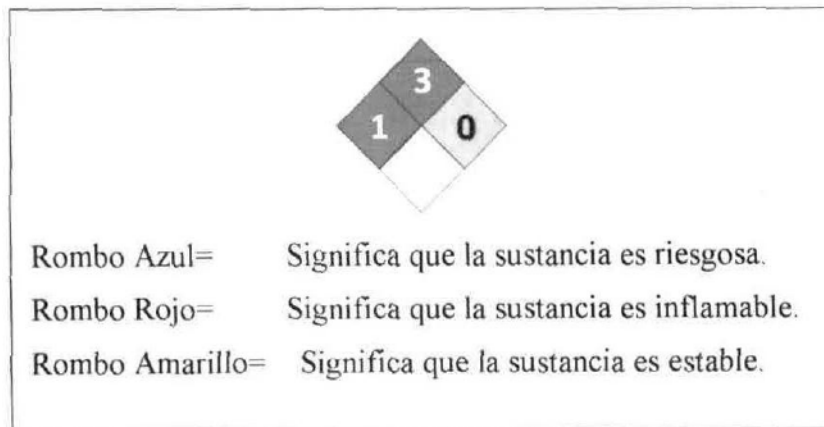 3
1 0
Rombo Azul= Significa que la sustancia es riesgosa.
Rombo Rojo= Significa que la sustancia es inflamable.
Rombo Amarillo= Significa que la sustancia es estable.